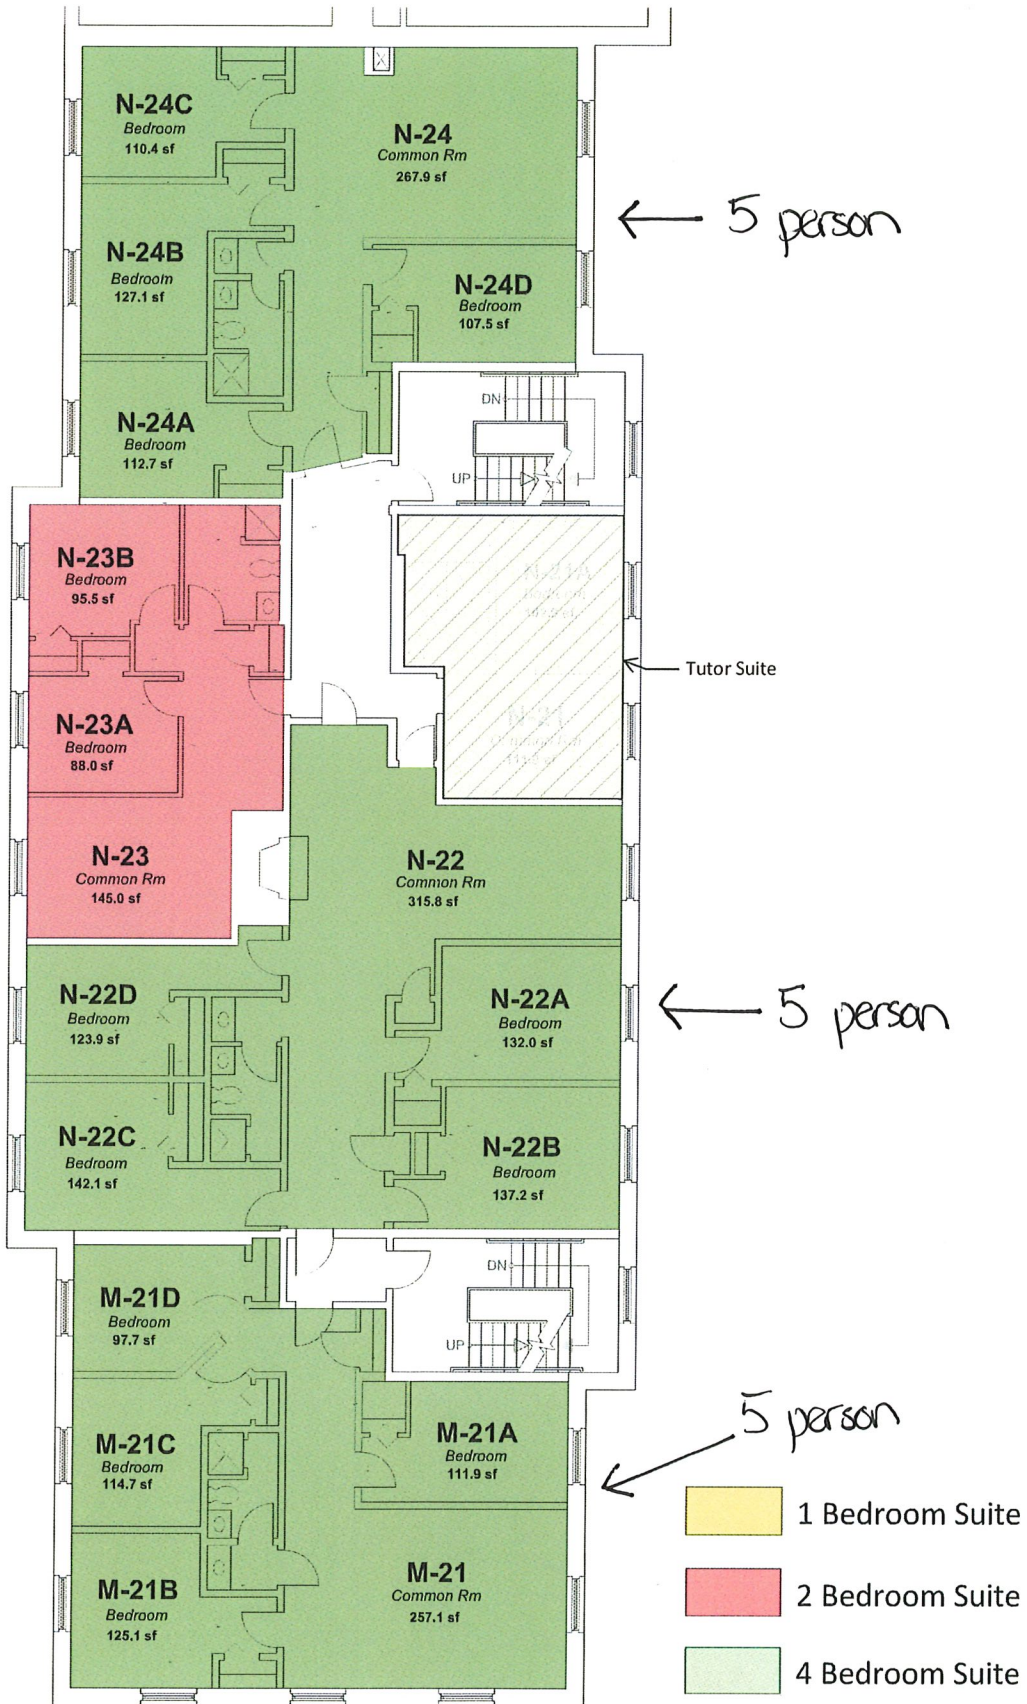 N-24C
Bedroom
110.4 sf
N-24
Common Rm
267.9 sf
5 person
N-24B
Bedroom
127.1 sf
N-24D
Bedroom
107.5 sf
N-24A
Bedroom
112.7 sf
DN
UP
N-23B
Bedroom
95.5 sf
N-21A
Tutor Suite
N-23A
Bedroom
88.0 sf
N-21
N-23
Common Rm
145.0 sf
N-22
Common Rm
315.8 sf
N-22D
Bedroom
123.9 sf
N-22A
Bedroom
132.0 sf
5 person
N-22C
Bedroom
142.1 sf
N-22B
Bedroom
137.2 sf
DN
UP
M-21D
Bedroom
97.7 sf
5 person
M-21C
Bedroom
114.7 sf
M-21A
Bedroom
111.9 sf
1 Bedroom Suite
M-21B
Bedroom
125.1 sf
M-21
Common Rm
257.1 sf
2 Bedroom Suite
4 Bedroom Suite